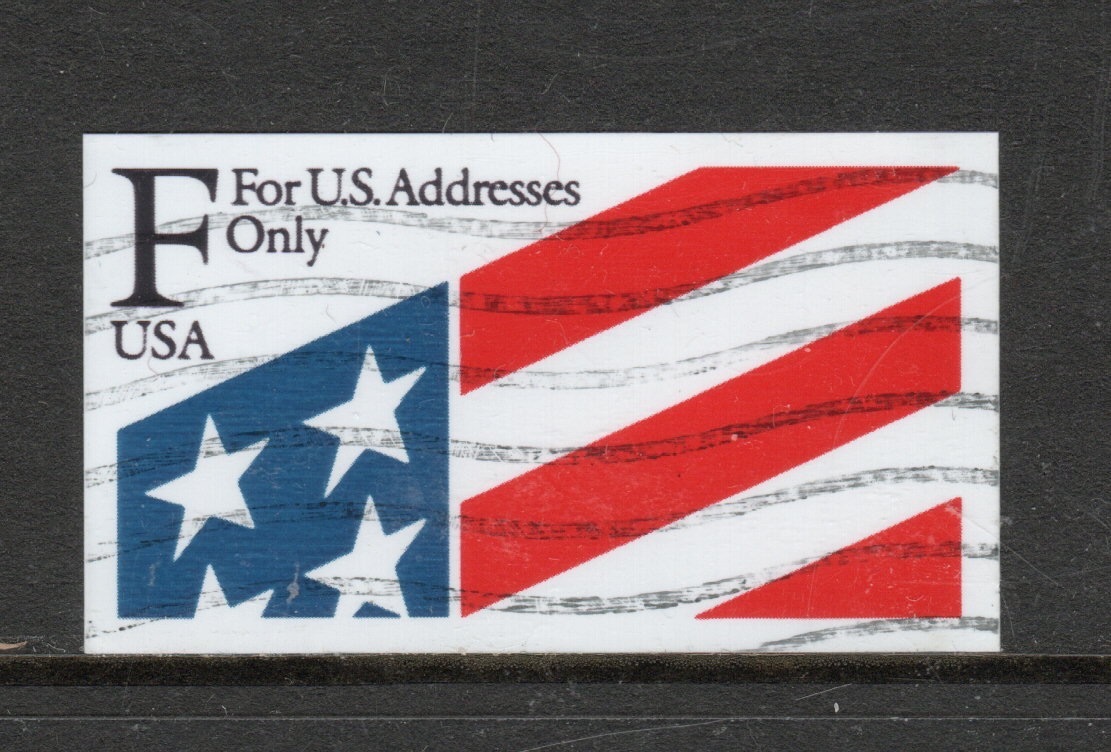 F
For U.S. Addresses
Only
USA